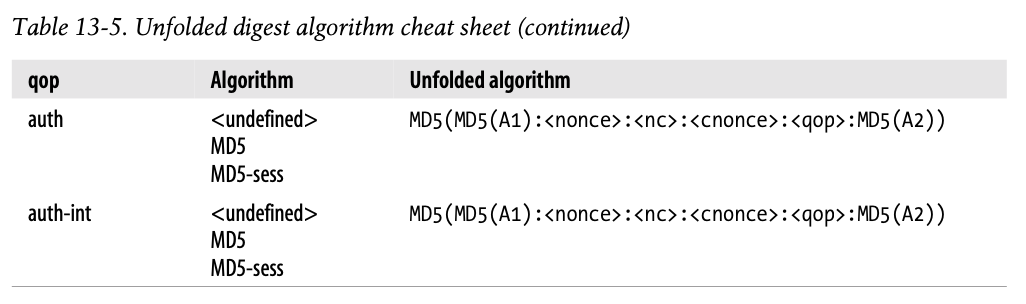 Table 13-5. Unfolded digest algorithm cheat sheet (continued)
qop Algorithm Unfolded algorithm
auth <undefined> MD5(MD5(A1):<nonce>:<nc>:<cnonce>:<qop>:MD5(A2))
MD5
MD5-sess
auth-int <undefined> MD5(MD5(A1):<nonce>:<nc>:<cnonce>:<qop>:MD5(A2))
MD5
MD5-sess